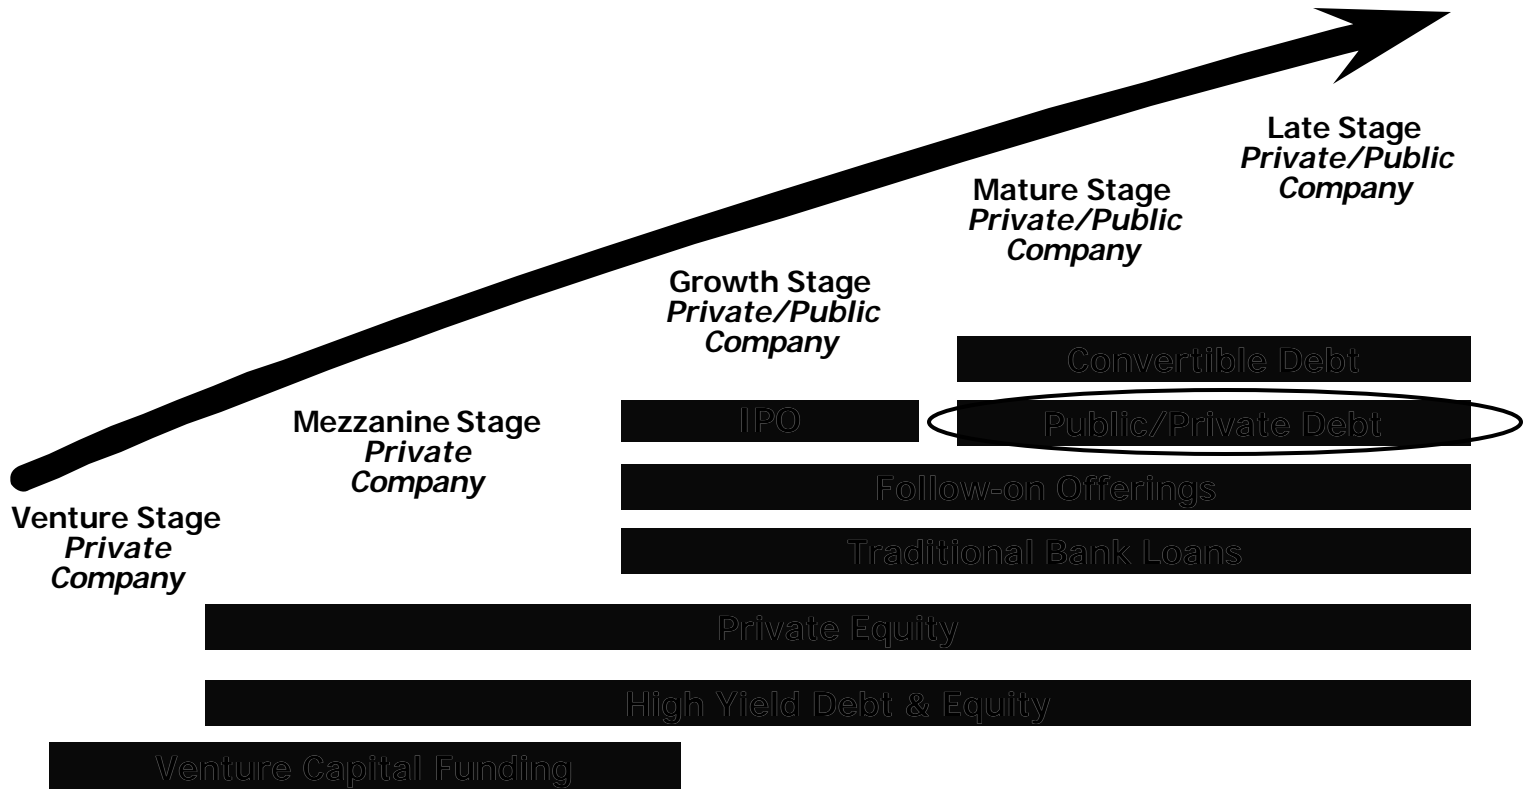 Late Stage
Private/Public
Company
Mature Stage
Private/Public
Company
Growth Stage
Private/Public
Company
Convertible Debt
IPO
Public/Private Debt
Mezzanine Stage
Private
Company
Follow-on Offerings
Venture Stage
Private
Company
Traditional Bank Loans
Private Equity
High Yield Debt & Equity
Venture Capital Funding